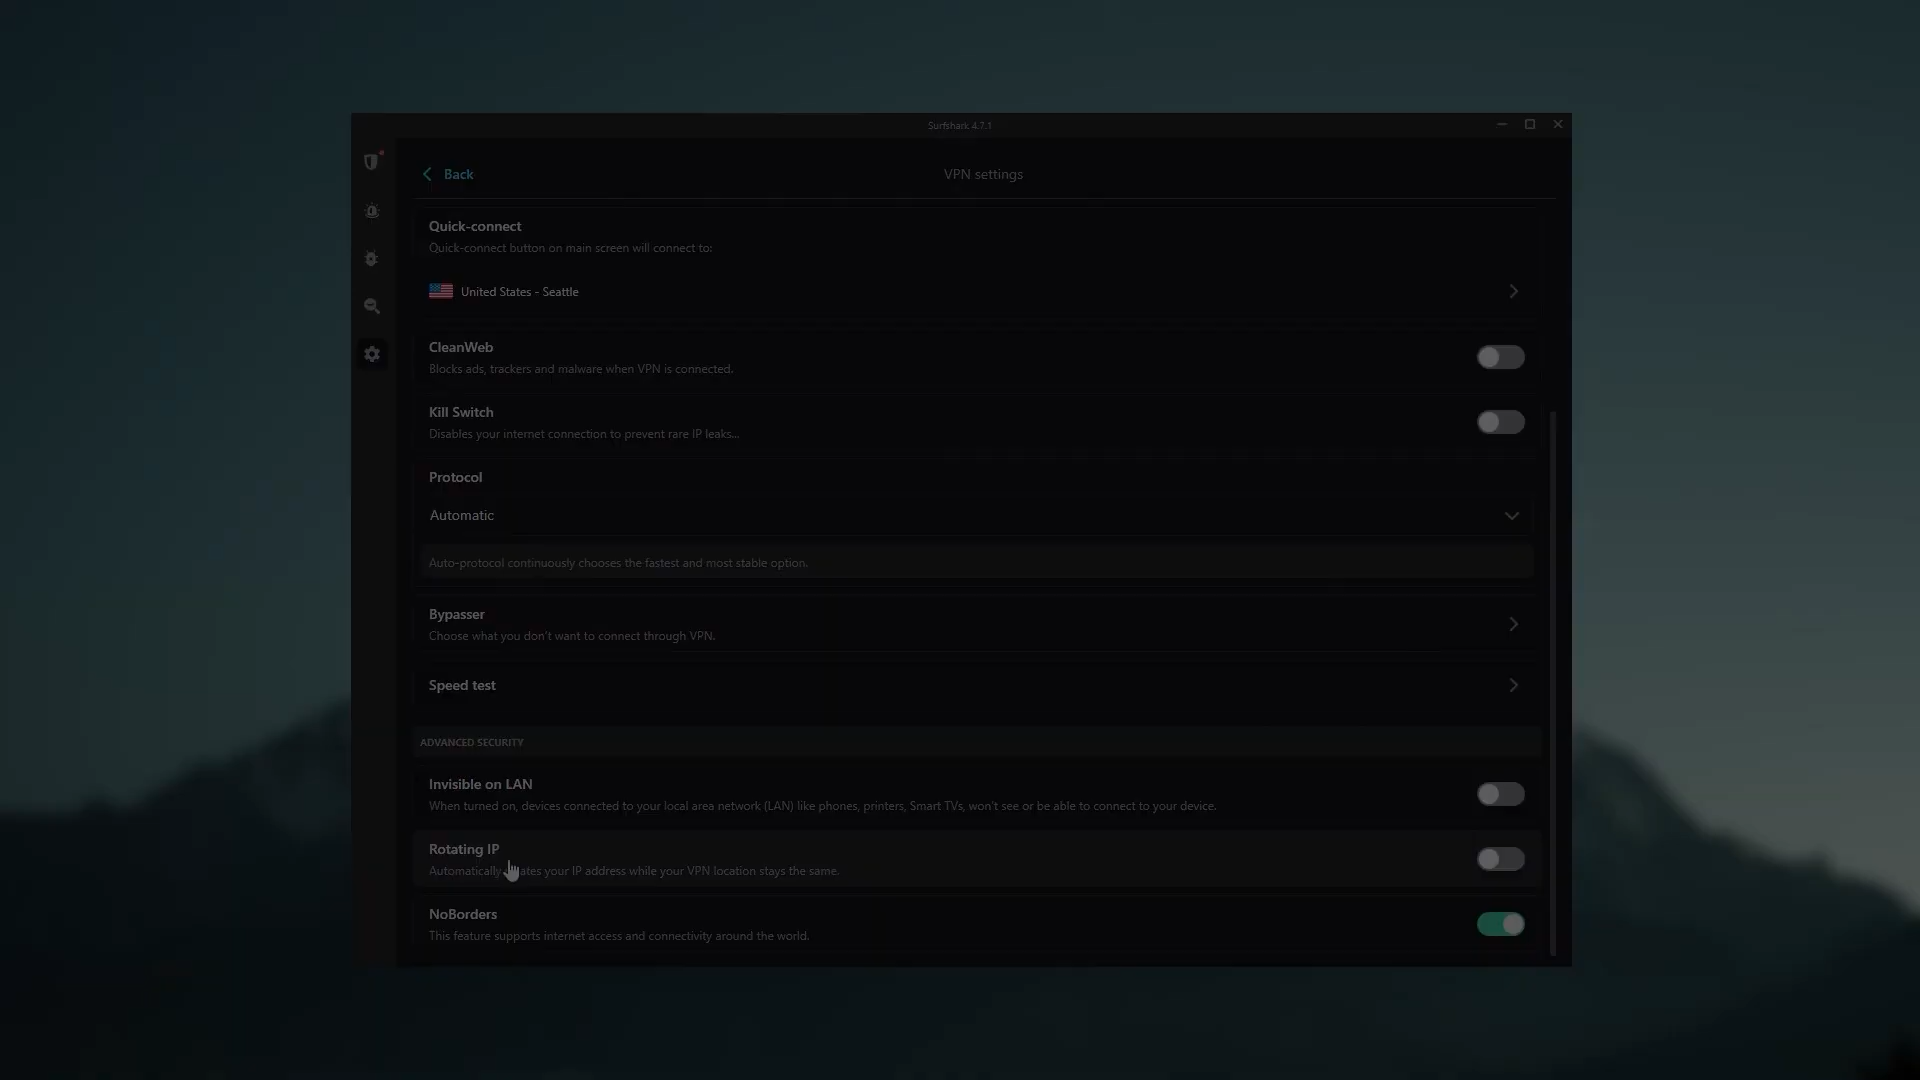 Surfshark 4.7.1
Back
VPN settings
Quick-connect
Quick-connect button on main screen will connect to:
United States - Seattle
CleanWeb
Blocks ads, trackers and malware when VPN is connected.
Kill Switch
Disables your internet connection to prevent rare IP leaks...
Protocol
Automatic
Auto-protocol continuously chooses the fastest and most stable option.
Bypasser
Choose what you don't want to connect through VPN.
Speed test
ADVANCED SECURITY
Invisible on LAN
When turned on, devices connected to your local area network (LAN) like phones, printers, Smart TVs, won't see or be able to connect to your device.
Rotating IP
Automatically your IP address while your VPN location stays the same.
NoBorders
This feature supports internet access and connectivity around the world.